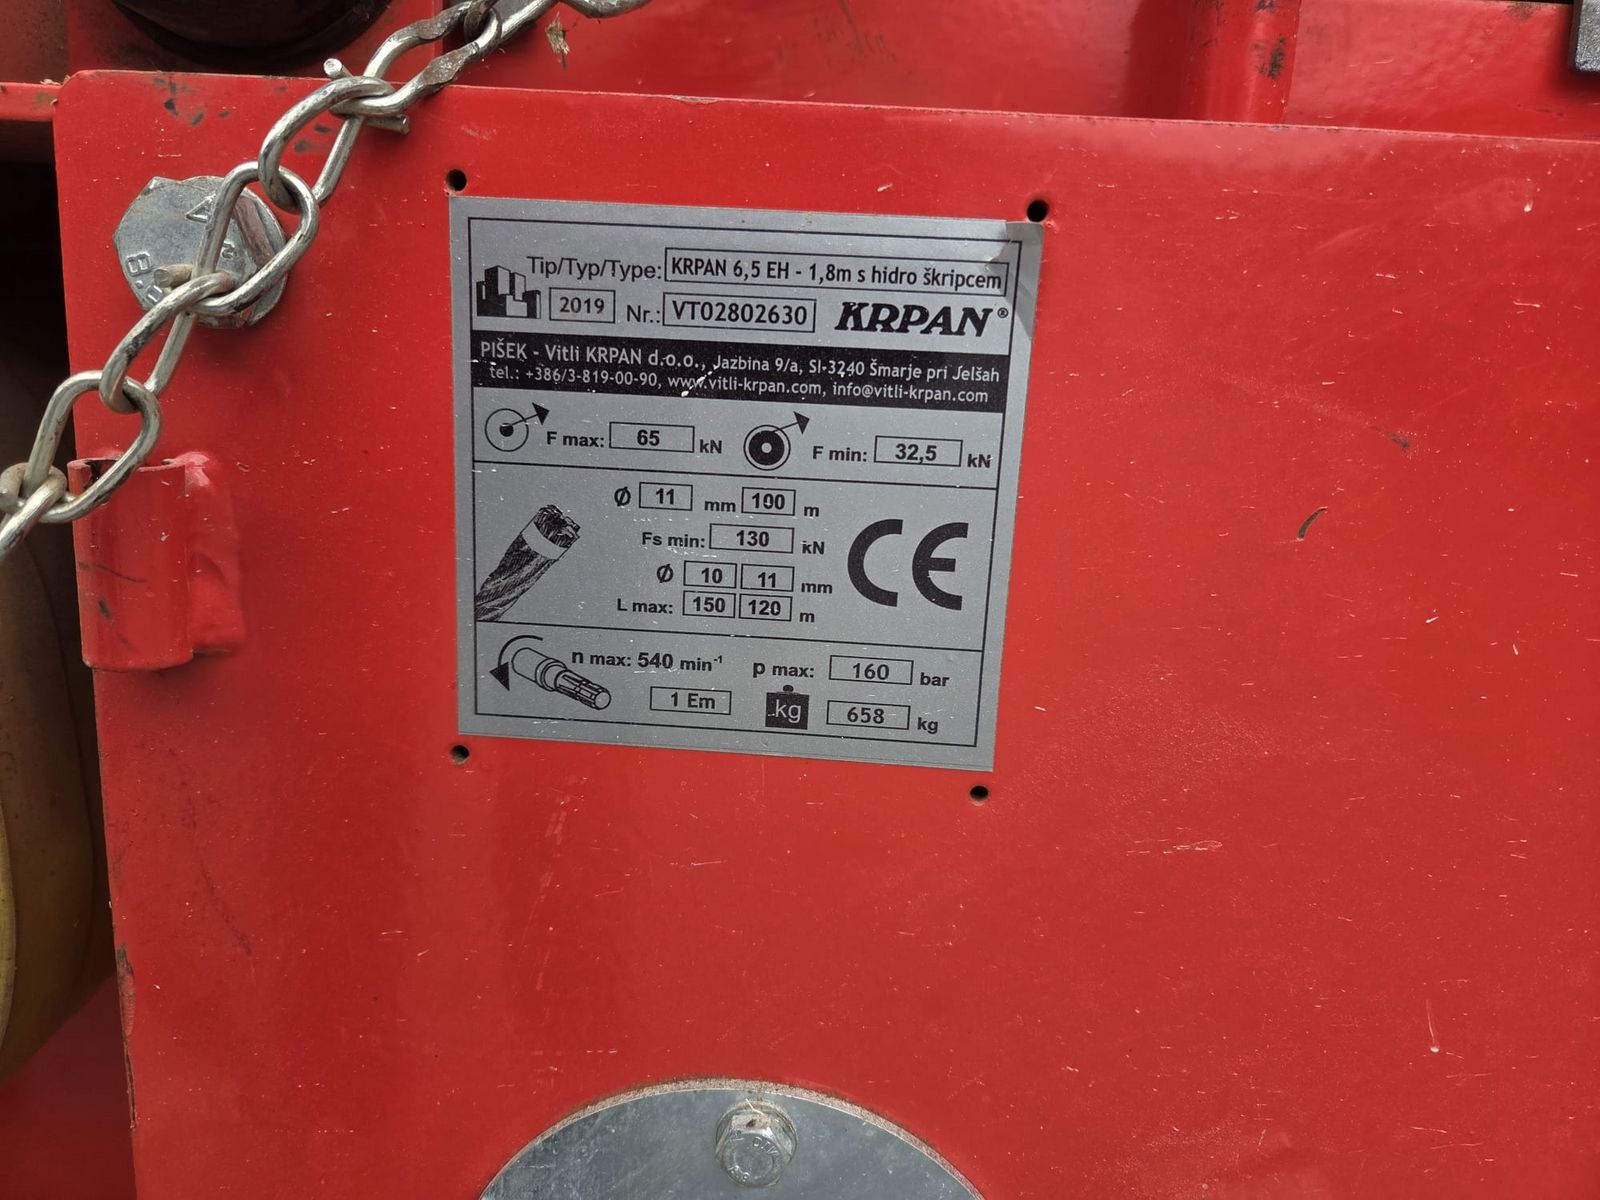 Tip/Typ/Type: KRPAN 6,5 EH - 1,8m s hidro škripcem
2019 Nr.: VT02802630 KRPAN®
PIŠEK - Vitli KRPAN d.o.o., Jazbina 9/a, SI-3240 Šmarje pri Jelšah
tel.: +386/3-819-00-90, www.vitli-krpan.com, info@vitli-krpan.com
F max: 65 kN F min: 32,5 kN
Ø 11 mm 100 m
Fs min: 130 kN
Ø 10 11 mm
L max: 150 120 m
CE
n max: 540 min⁻¹ p max: 160 bar
1 Em kg 658 kg